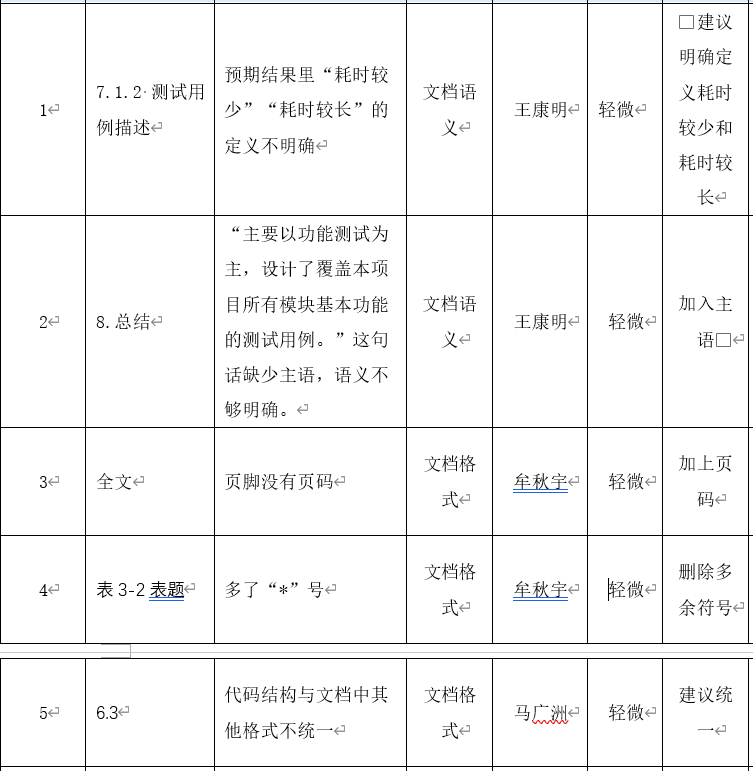 1
7.1.2 测试用
例描述
预期结果里“耗时较
少”“耗时较长”的
定义不明确
文档语
义
王康明
轻微
□建议
明确定
义耗时
较少和
耗时较
长
2
8.总结
“主要以功能测试为
主，设计了覆盖本项
目所有模块基本功能
的测试用例。”这句
话缺少主语，语义不
够明确。
文档语
义
王康明
轻微
加入主
语□
3
全文
页脚没有页码
文档格
式
牟秋宇
轻微
加上页
码
4
表 3-2 表题
多了“*”号
文档格
式
牟秋宇
轻微
删除多
余符号
5
6.3
代码结构与文档中其
他格式不统一
文档格
式
马广洲
轻微
建议统
一